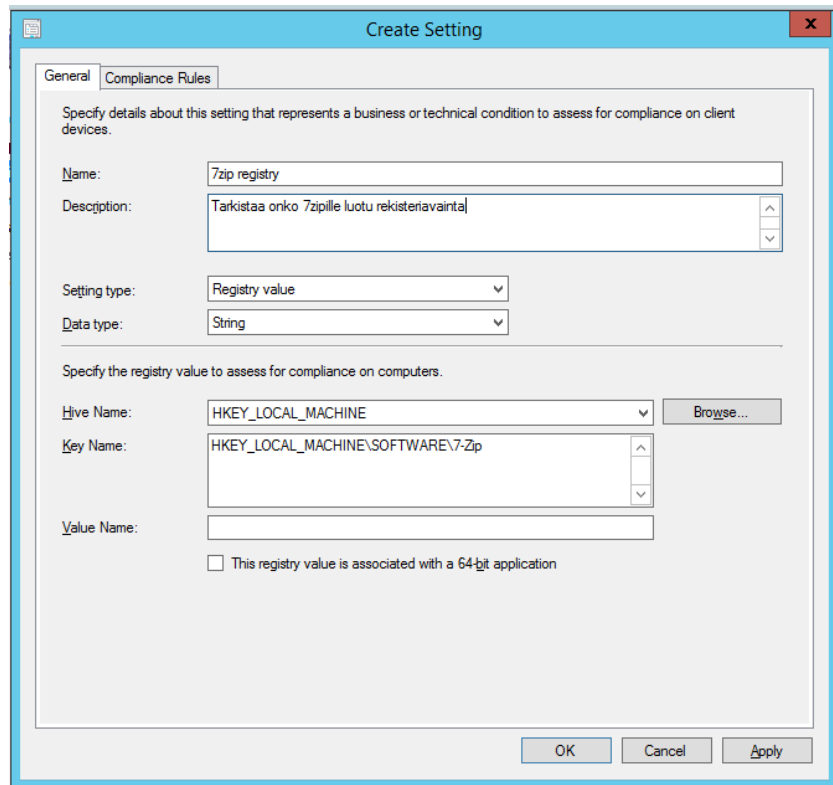 Create Setting
x
General
Compliance Rules
Specify details about this setting that represents a business or technical condition to assess for compliance on client
devices.
Name:
7zip registry
Description:
Tarkistaa onko 7zipille luotu rekisteriavainta
Setting type:
Registry value
Data type:
String
Specify the registry value to assess for compliance on computers.
Hive Name:
HKEY_LOCAL_MACHINE
Browse...
Key Name:
HKEY_LOCAL_MACHINE\SOFTWARE\7-Zip
Value Name:
This registry value is associated with a 64-bit application
OK
Cancel
Apply